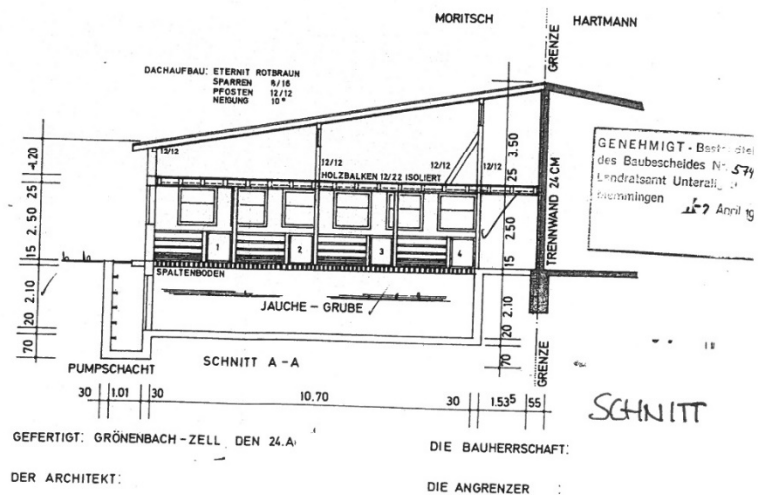 MORITSCH
HARTMANN
GRENZE
DACHAUFBAU: ETERNIT ROTBRAUN
SPARREN 8/16
PFOSTEN 12/12
NEIGUNG 10°
GENEHMIGT - Best
des Baubescheides Nr. 574
Landratsamt
April
12/12
12/12
12/12
12/12
HOLZBALKEN 12/22 ISOLIERT
1.20
25
2.50
15
2.10
20
70
3.50
25
2.50
15
2.10
20
70
TRENNWAND 24 CM
1
2
3
4
SPALTENBODEN
JAUCHE - GRUBE
SCHNITT A - A
PUMPSCHACHT
GRENZE
30
1.01
30
10.70
30
1.53⁵
55
SCHNITT
GEFERTIGT: GRÖNENBACH - ZELL DEN 24.A
DIE BAUHERRSCHAFT:
DER ARCHITEKT:
DIE ANGRENZER :